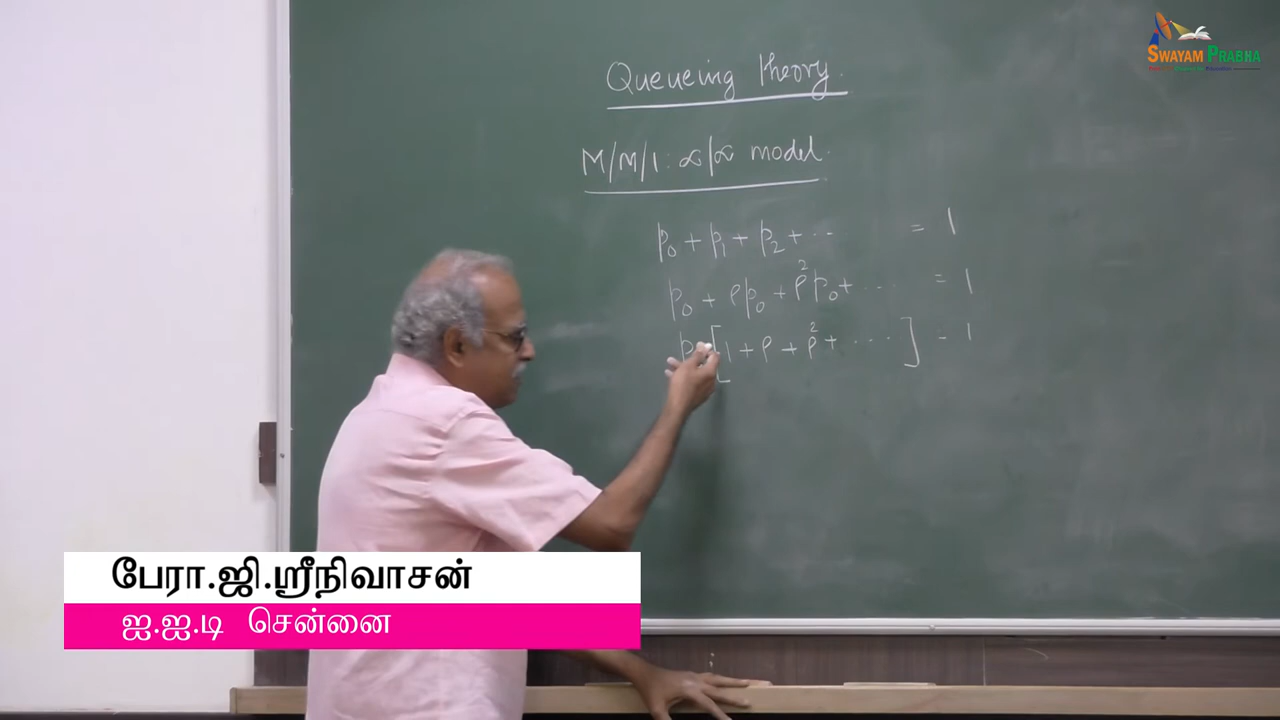 SWAYAM PRABHA
Queueing theory.
M/M/1: ∝/∝ model.
p₀ + p₁ + p₂ + ·· = 1
p₀ + ρp₀ + ρ²p₀ + ··· = 1
p₀ [1 + ρ + ρ² + ···] = 1
பேரா.ஜி.ஸ்ரீநிவாசன்
ஐ.ஐ.டி சென்னை